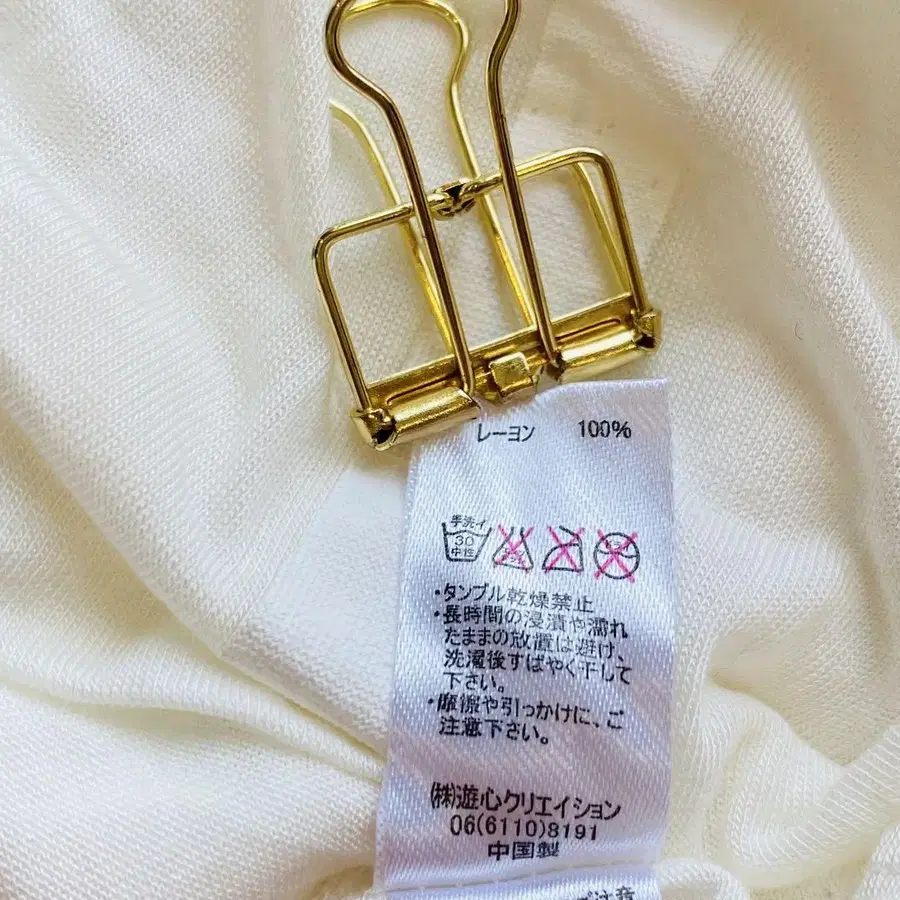 レーヨン 100%
手洗イ
30
中性
・タンブル乾燥禁止
・長時間の浸漬や濡れ
たままの放置は避け、
洗濯後すばやく干して
下さい。
・摩擦や引っかけに、ご
注意下さい。
(株)遊心クリエイション
06(6110)8191
中国製